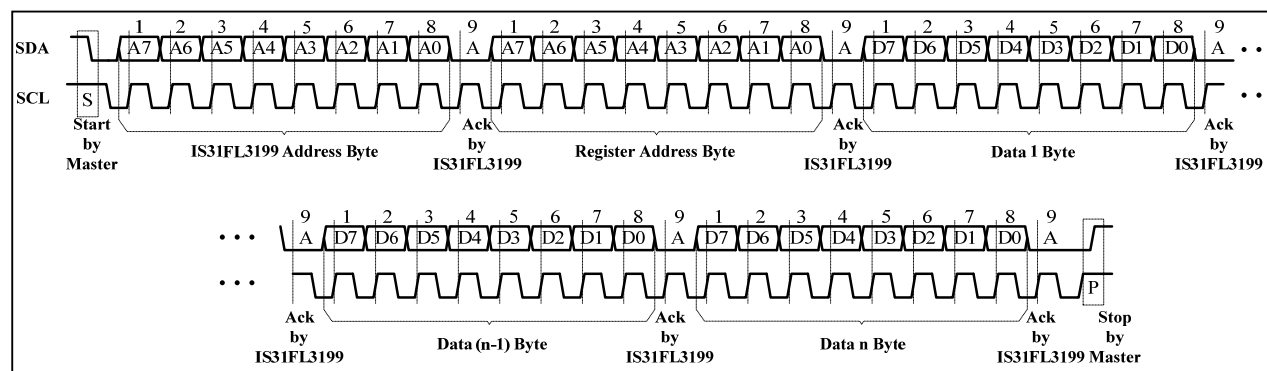 1 2 3 4 5 6 7 8 9 1 2 3 4 5 6 7 8 9 1 2 3 4 5 6 7 8 9
SDA A7 A6 A5 A4 A3 A2 A1 A0 A A7 A6 A5 A4 A3 A2 A1 A0 A D7 D6 D5 D4 D3 D2 D1 D0 A • •
SCL S • •
Start by Master
IS31FL3199 Address Byte
Ack by IS31FL3199
Register Address Byte
Ack by IS31FL3199
Data 1 Byte
Ack by IS31FL3199
9 1 2 3 4 5 6 7 8 9 1 2 3 4 5 6 7 8 9
• • • A D7 D6 D5 D4 D3 D2 D1 D0 A D7 D6 D5 D4 D3 D2 D1 D0 A
• • • P
Ack by IS31FL3199
Data (n-1) Byte
Ack by IS31FL3199
Data n Byte
Ack by IS31FL3199
Stop by Master